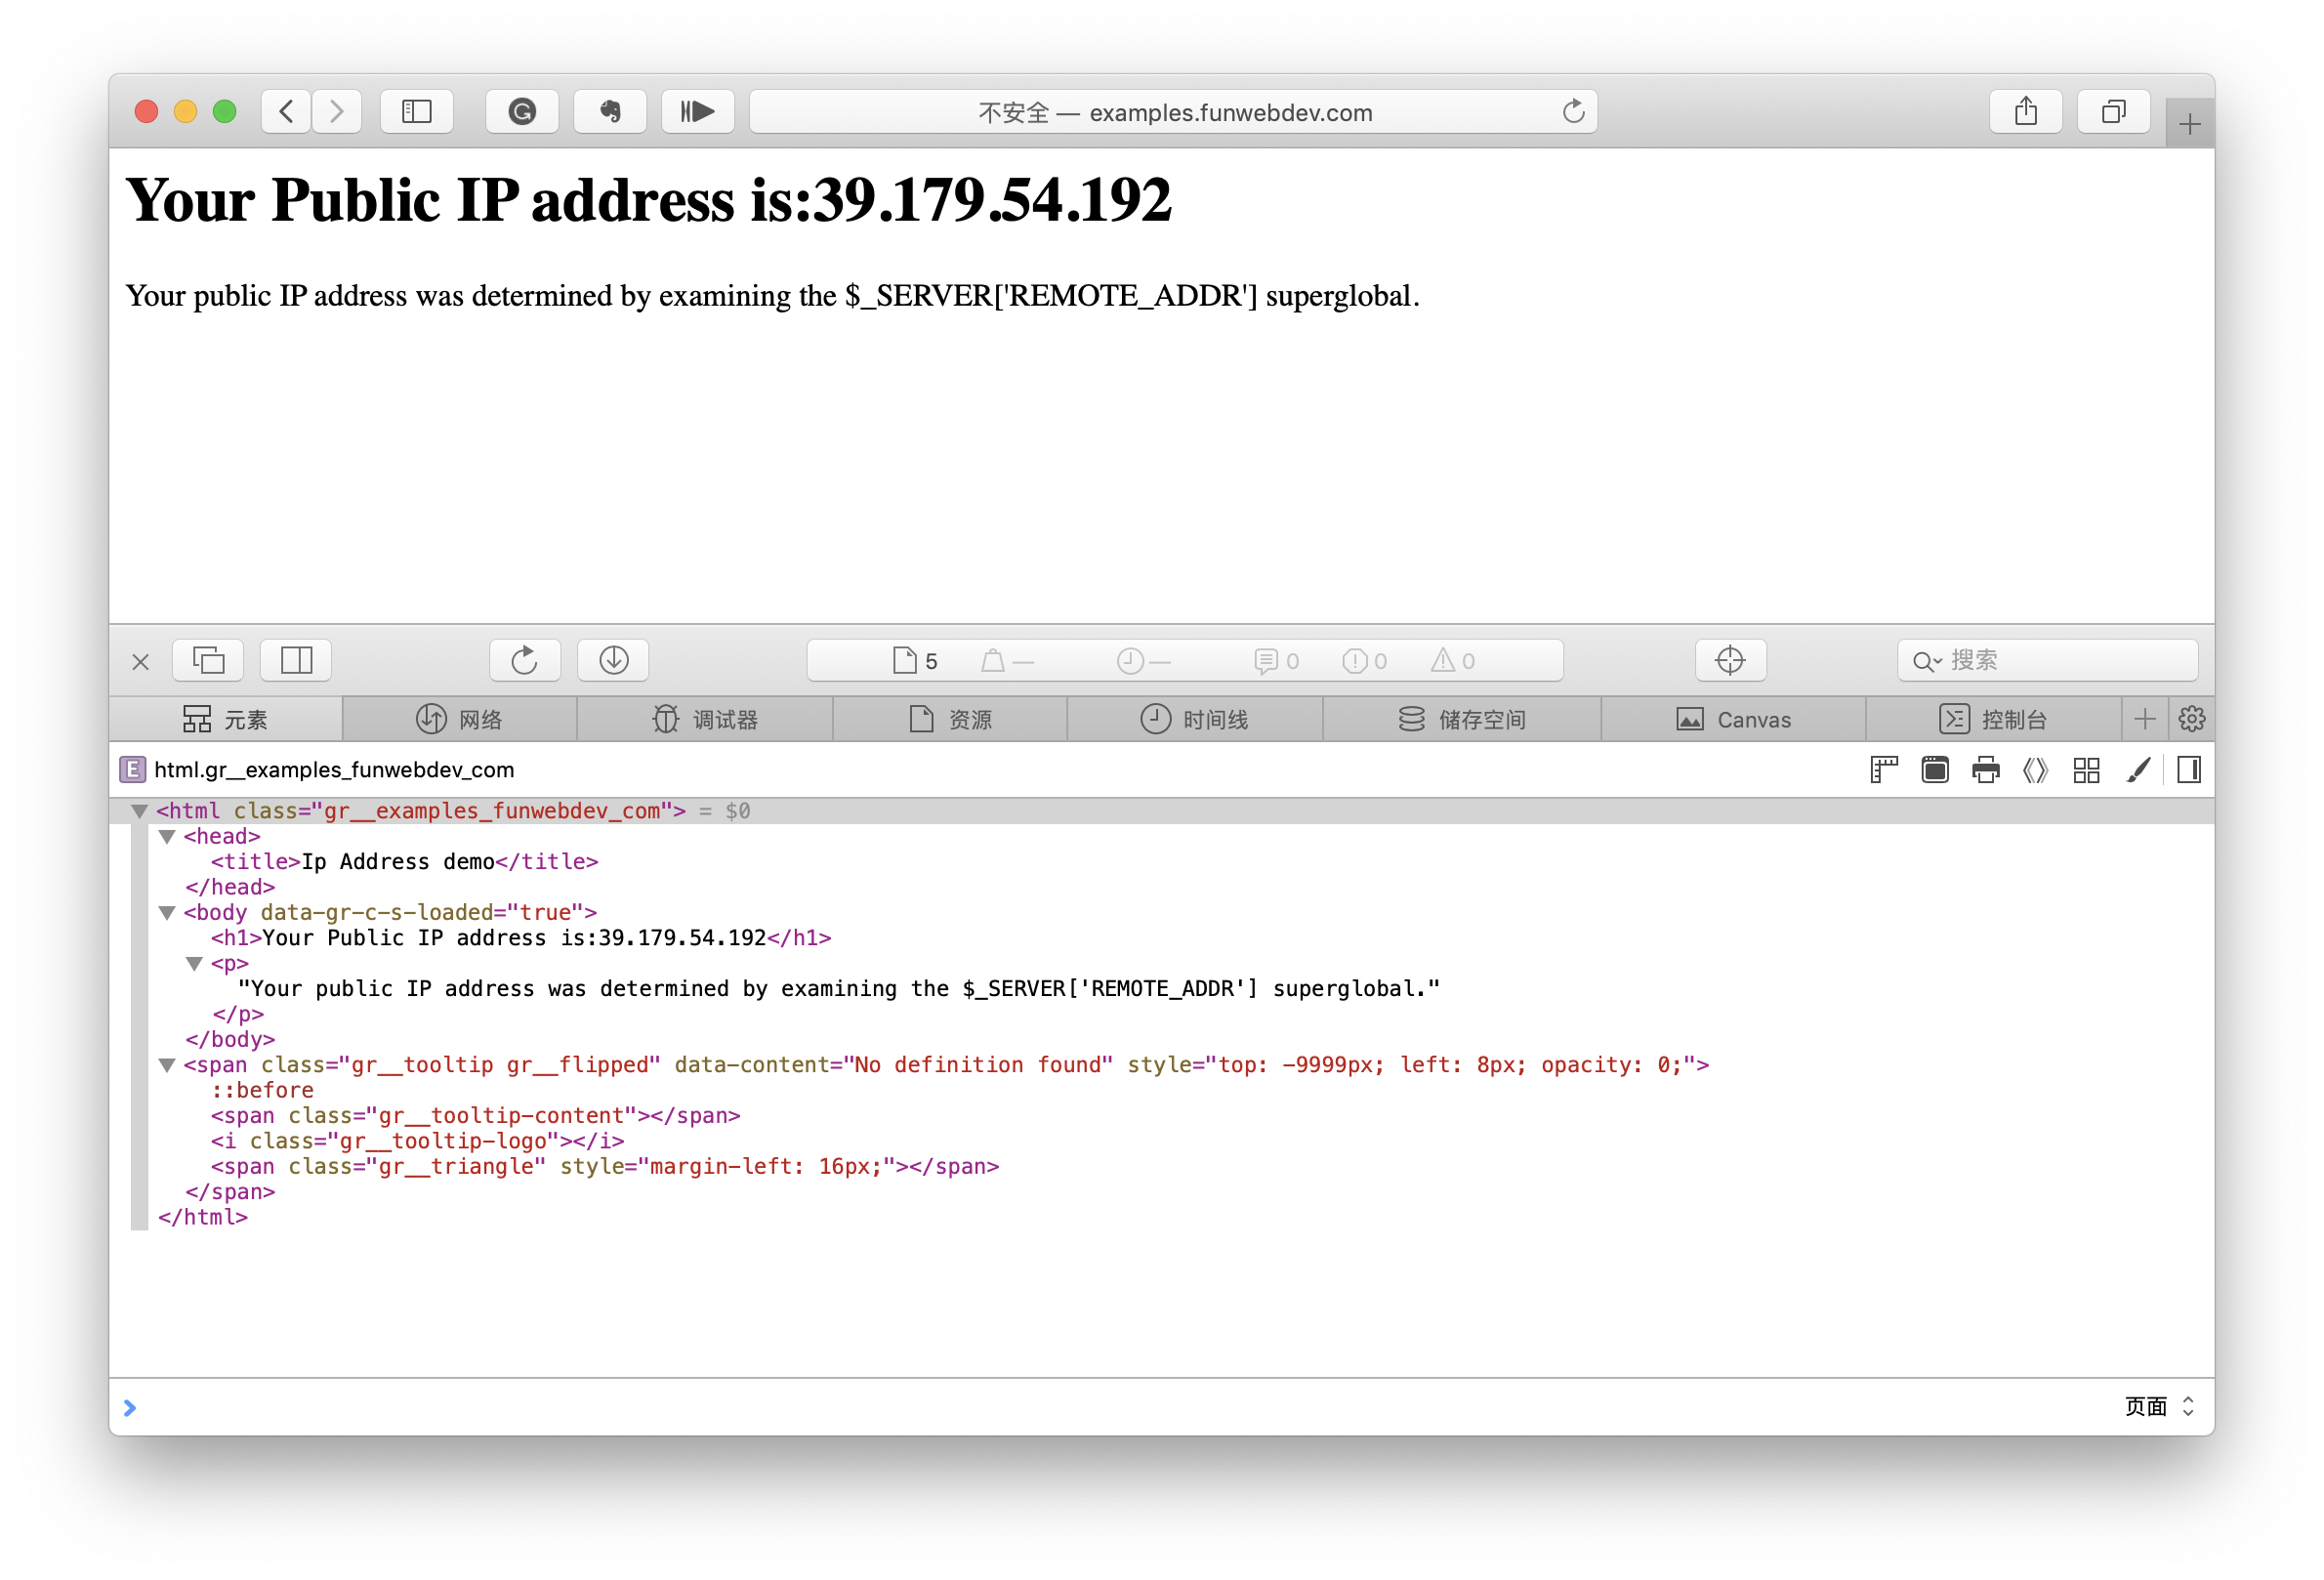 不安全 — examples.funwebdev.com
Your Public IP address is:39.179.54.192
Your public IP address was determined by examining the $_SERVER['REMOTE_ADDR'] superglobal.
5 — — 0 0 0 搜索
元素 网络 调试器 资源 时间线 储存空间 Canvas 控制台
E html.gr__examples_funwebdev_com
<html class="gr__examples_funwebdev_com"> = $0
<head>
<title>Ip Address demo</title>
</head>
<body data-gr-c-s-loaded="true">
<h1>Your Public IP address is:39.179.54.192</h1>
<p>
"Your public IP address was determined by examining the $_SERVER['REMOTE_ADDR'] superglobal."
</p>
</body>
<span class="gr__tooltip gr__flipped" data-content="No definition found" style="top: -9999px; left: 8px; opacity: 0;">
::before
<span class="gr__tooltip-content"></span>
<i class="gr__tooltip-logo"></i>
<span class="gr__triangle" style="margin-left: 16px;"></span>
</span>
</html>
页面